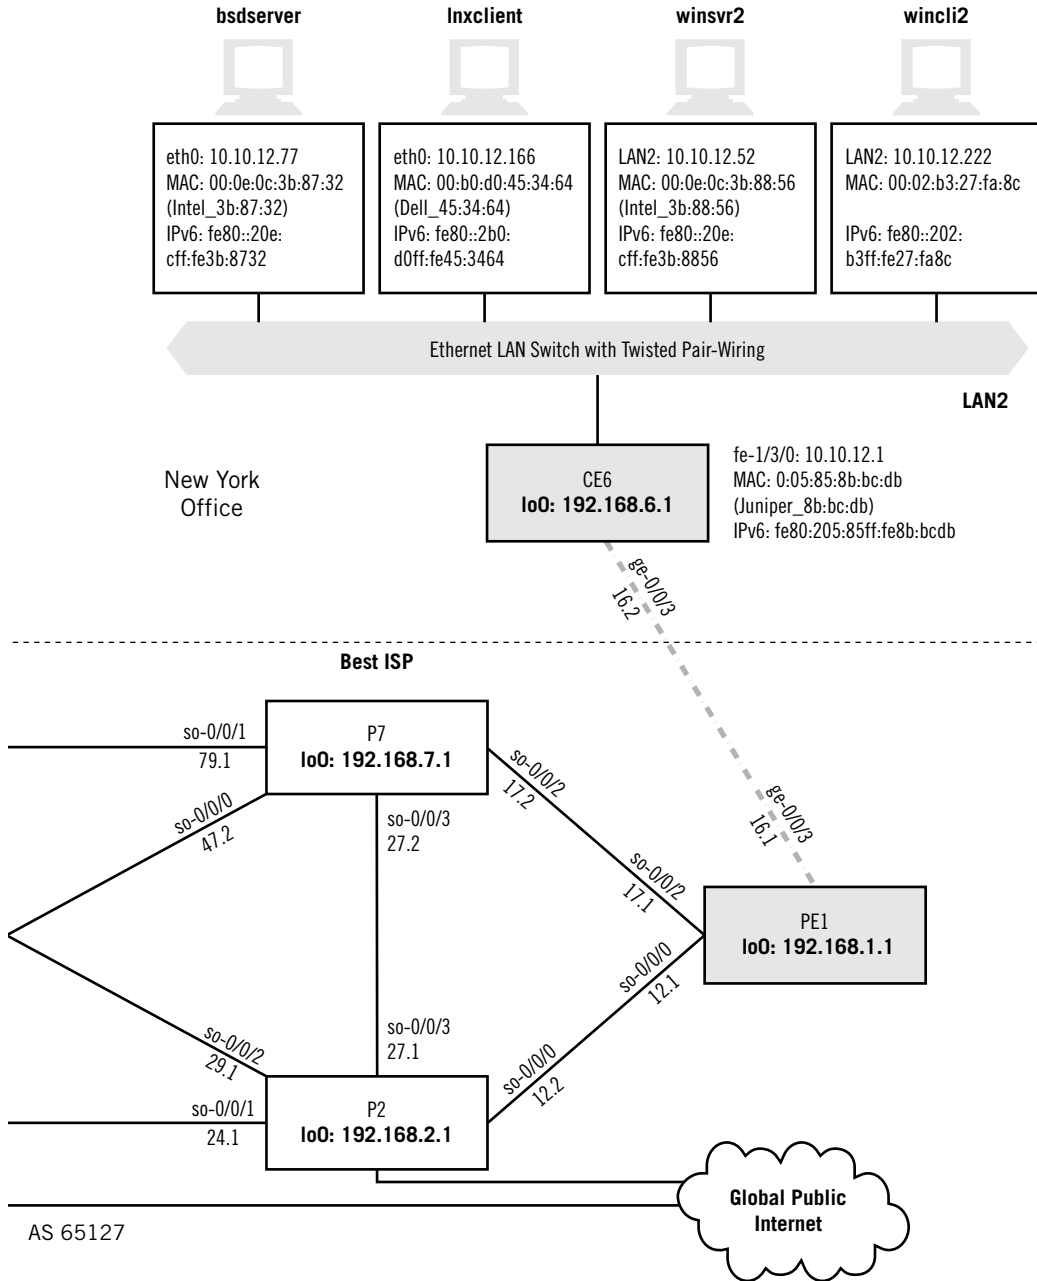 bsdserver
lnxclient
winsvr2
wincli2
eth0: 10.10.12.77
MAC: 00:0e:0c:3b:87:32
(Intel_3b:87:32)
IPv6: fe80::20e:
cff:fe3b:8732
eth0: 10.10.12.166
MAC: 00:b0:d0:45:34:64
(Dell_45:34:64)
IPv6: fe80::2b0:
d0ff:fe45:3464
LAN2: 10.10.12.52
MAC: 00:0e:0c:3b:88:56
(Intel_3b:88:56)
IPv6: fe80::20e:
cff:fe3b:8856
LAN2: 10.10.12.222
MAC: 00:02:b3:27:fa:8c
IPv6: fe80::202:
b3ff:fe27:fa8c
Ethernet LAN Switch with Twisted Pair-Wiring
LAN2
New York
Office
CE6
lo0: 192.168.6.1
fe-1/3/0: 10.10.12.1
MAC: 0:05:85:8b:bc:db
(Juniper_8b:bc:db)
IPv6: fe80:205:85ff:fe8b:bcdb
ge-0/0/3
16.2
Best ISP
so-0/0/1
79.1
P7
lo0: 192.168.7.1
so-0/0/2
17.2
so-0/0/0
47.2
so-0/0/3
27.2
ge-0/0/3
16.1
so-0/0/2
17.1
PE1
lo0: 192.168.1.1
so-0/0/0
12.1
so-0/0/2
29.1
so-0/0/3
27.1
so-0/0/0
12.2
so-0/0/1
24.1
P2
lo0: 192.168.2.1
Global Public
Internet
AS 65127